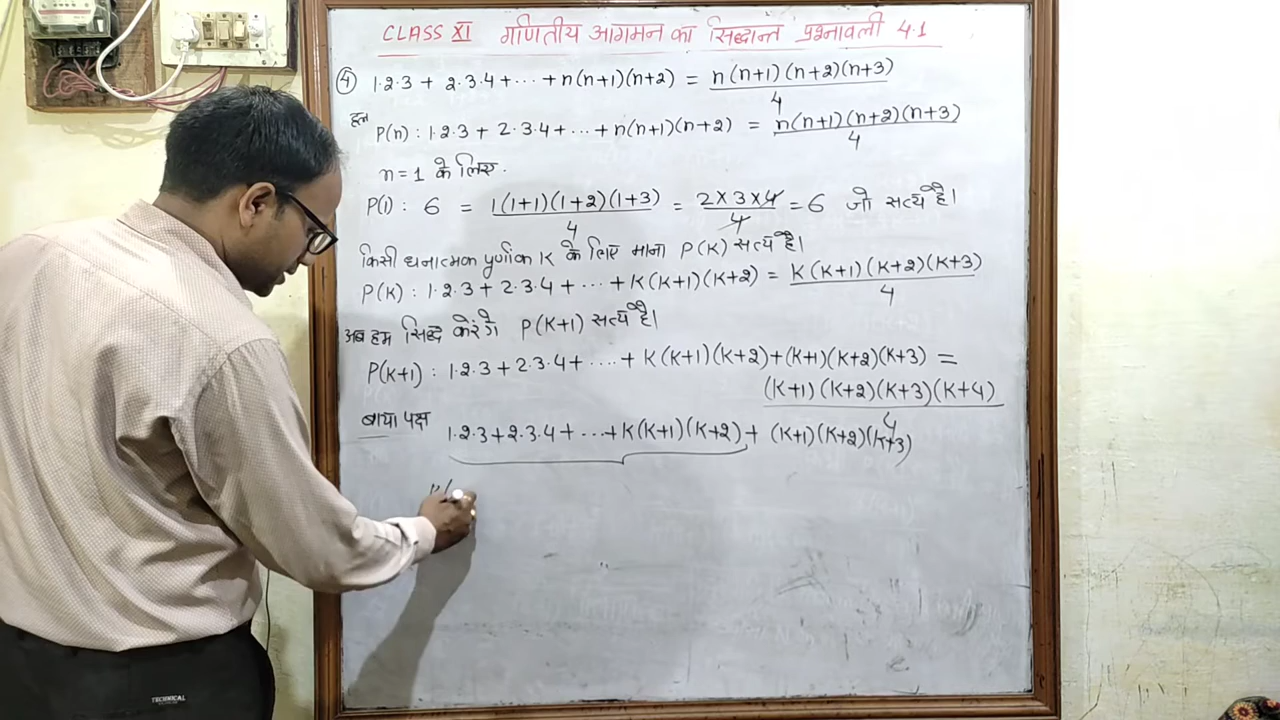 CLASS XI गणितीय आगमन का सिद्धान्त प्रश्नावली 4.1
④ 1.2.3 + 2.3.4 + ... + n(n+1)(n+2) = n(n+1)(n+2)(n+3)/4
हल P(n) : 1.2.3 + 2.3.4 + ... + n(n+1)(n+2) = n(n+1)(n+2)(n+3)/4
n=1 के लिए.
P(1) : 6 = 1(1+1)(1+2)(1+3)/4 = 2×3×4/4 = 6 जो सत्य है।
किसी धनात्मक पूर्णांक K के लिए माना P(K) सत्य है।
P(K) : 1.2.3 + 2.3.4 + ... + K(K+1)(K+2) = K(K+1)(K+2)(K+3)/4
अब हम सिद्ध करेंगे P(K+1) सत्य है।
P(K+1) : 1.2.3 + 2.3.4 + .... + K(K+1)(K+2)+(K+1)(K+2)(K+3) =
(K+1)(K+2)(K+3)(K+4)/4
बाया पक्ष 1.2.3+2.3.4+ ...+K(K+1)(K+2)+ (K+1)(K+2)(K+3)
K(
TECHNICAL